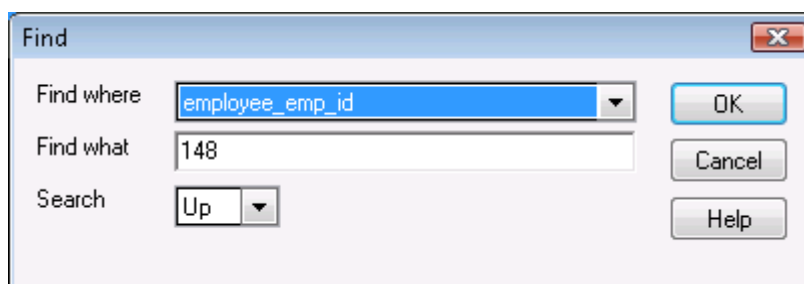 Find
Find where employee_emp_id OK
Find what 148 Cancel
Search Up Help